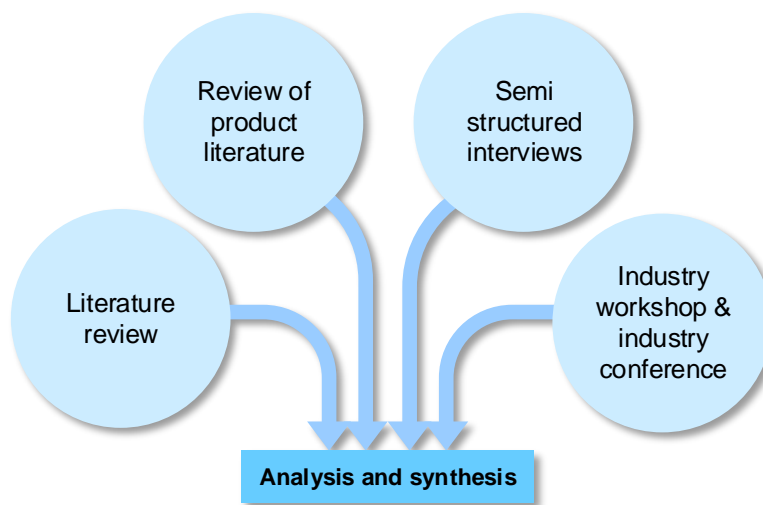 Review of
product
literature
Semi
structured
interviews
Literature
review
Industry
workshop &
industry
conference
Analysis and synthesis